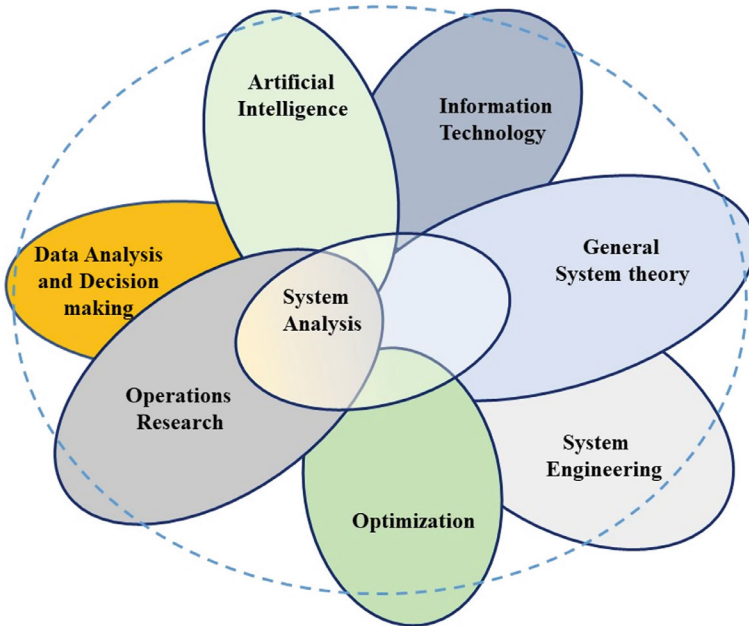 Artificial
Intelligence
Information
Technology
General
System theory
Data Analysis
and Decision
making
System
Analysis
Operations
Research
System
Engineering
Optimization